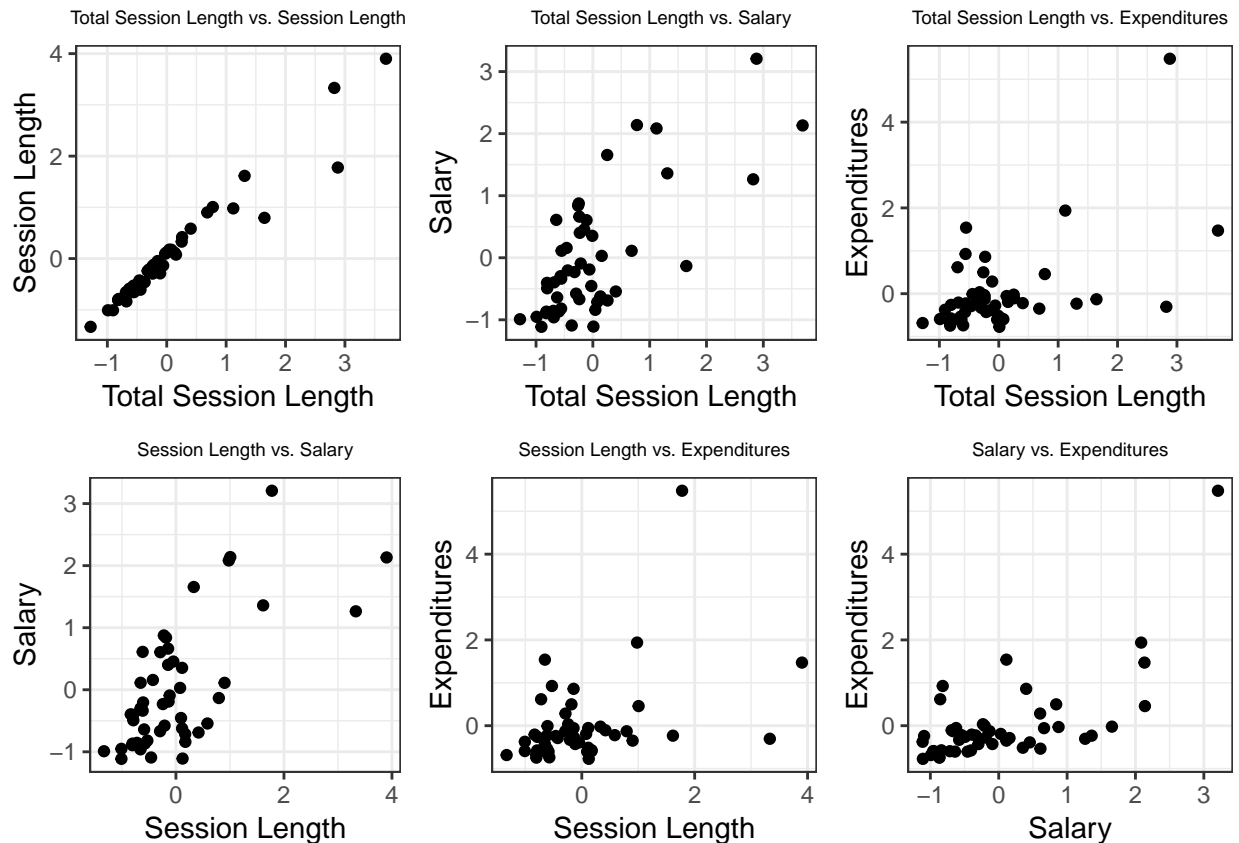 Total Session Length vs. Session Length
4
2
0
−1
0
1
2
3
Session Length
Total Session Length
Total Session Length vs. Salary
3
2
1
0
−1
−1
0
1
2
3
Salary
Total Session Length
Total Session Length vs. Expenditures
4
2
0
−1
0
1
2
3
Expenditures
Total Session Length
Session Length vs. Salary
3
2
1
0
−1
0
2
4
Salary
Session Length
Session Length vs. Expenditures
4
2
0
0
2
4
Expenditures
Session Length
Salary vs. Expenditures
4
2
0
−1
0
1
2
3
Expenditures
Salary